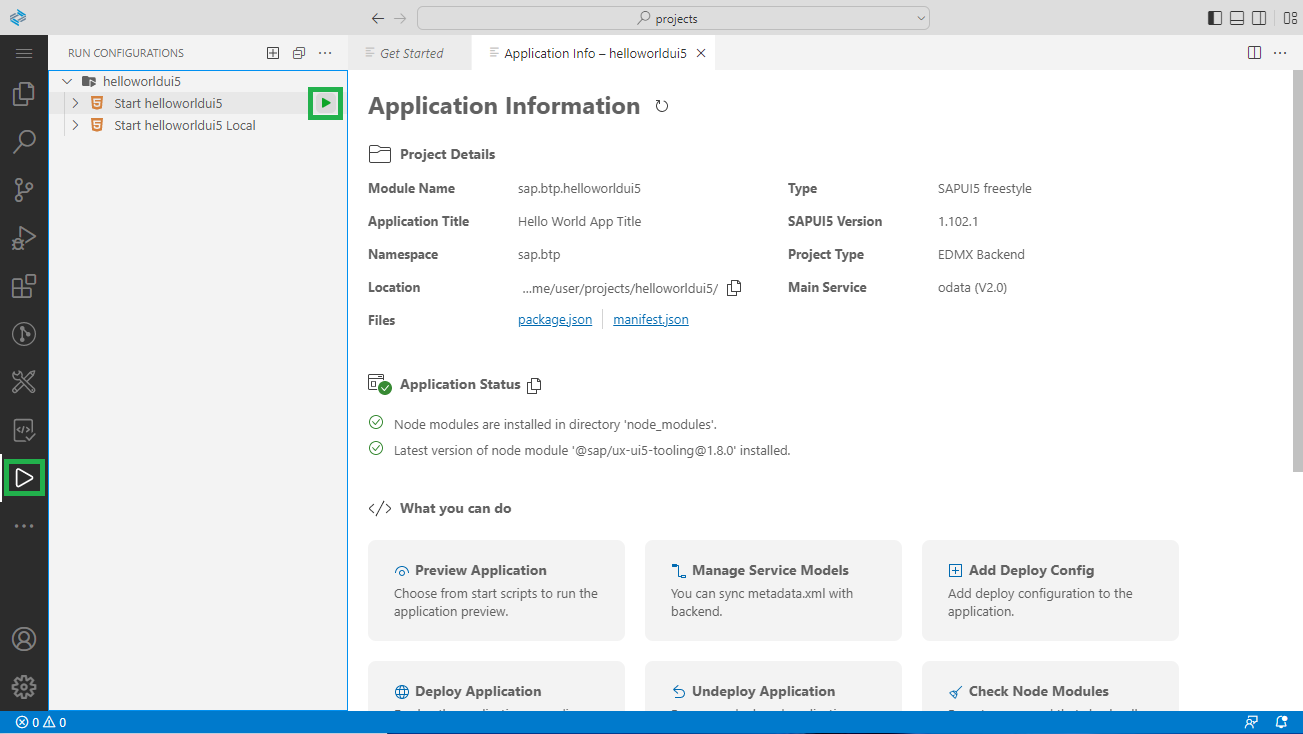 projects
RUN CONFIGURATIONS
helloworldui5
Start helloworldui5
Start helloworldui5 Local
Get Started
Application Info – helloworldui5
Application Information
Project Details
Module Name sap.btp.helloworldui5 Type SAPUI5 freestyle
Application Title Hello World App Title SAPUI5 Version 1.102.1
Namespace sap.btp Project Type EDMX Backend
Location ...me/user/projects/helloworldui5/ Main Service odata (V2.0)
Files package.json manifest.json
Application Status
Node modules are installed in directory 'node_modules'.
Latest version of node module '@sap/ux-ui5-tooling@1.8.0' installed.
What you can do
Preview Application
Choose from start scripts to run the
application preview.
Manage Service Models
You can sync metadata.xml with
backend.
Add Deploy Config
Add deploy configuration to the
application.
Deploy Application
Undeploy Application
Check Node Modules
0 0